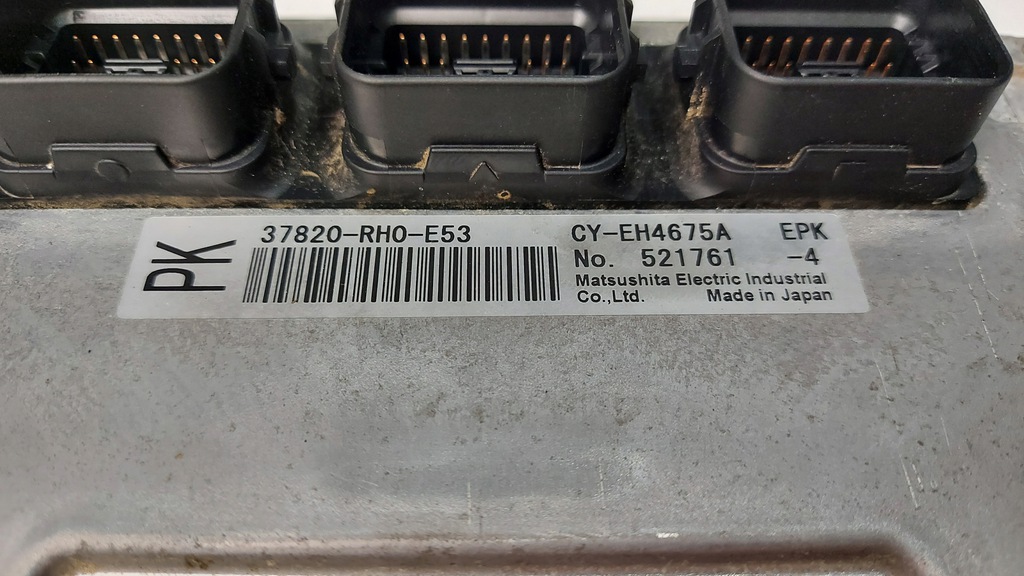 PK
37820-RH0-E53
CY-EH4675A EPK
No. 521761 -4
Matsushita Electric Industrial
Co.,Ltd. Made in Japan